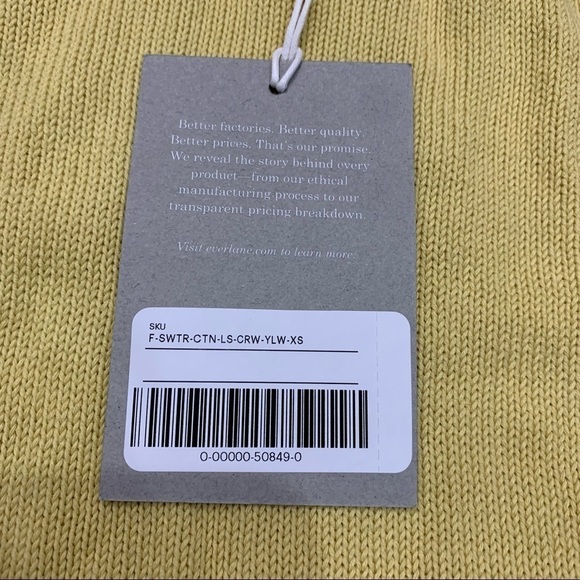 Better factories. Better quality.
Better prices. That's our promise.
We reveal the story behind every
product—from our ethical
manufacturing process to our
transparent pricing breakdown
Visit everlane.com to learn more.
SKU
F-SWTR-CTN-LS-CRW-YLW-XS
0-00000-50849-0